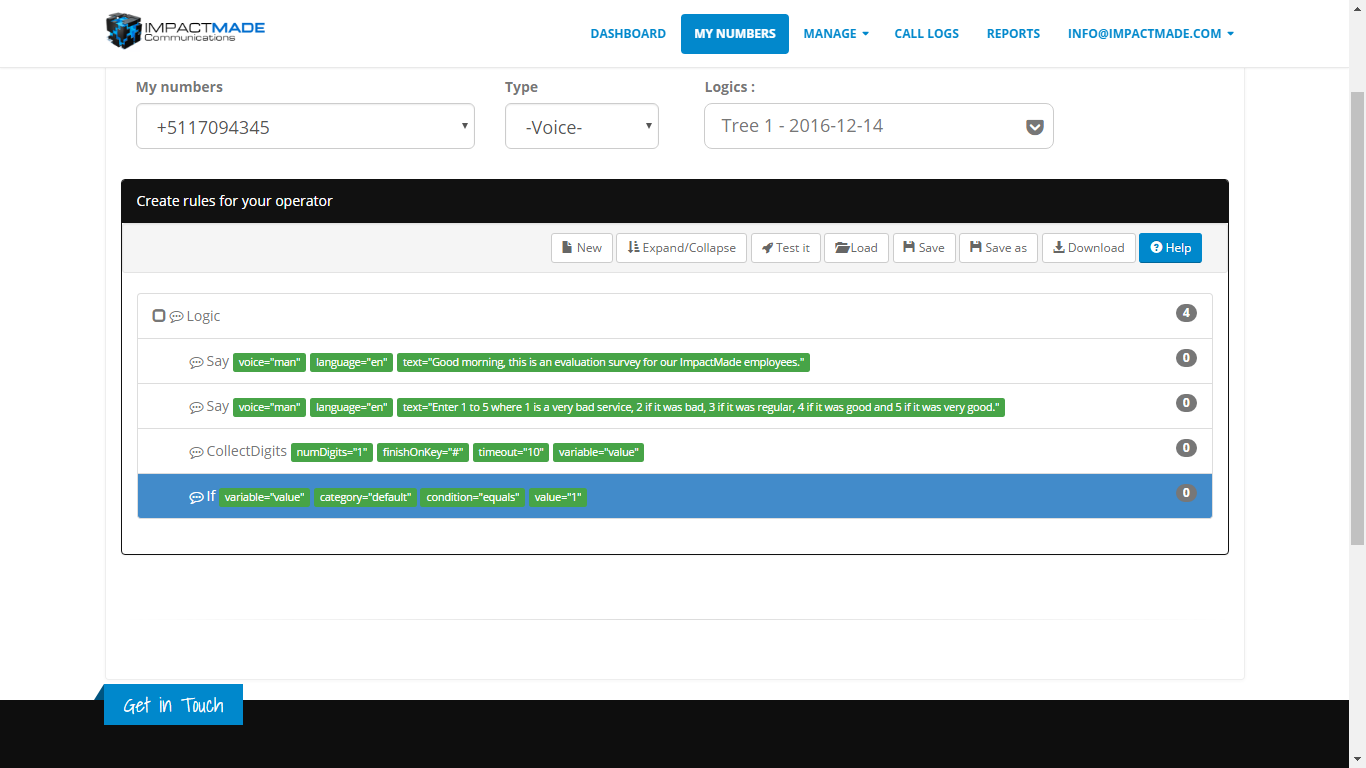 IMPACTMADE
Communications
DASHBOARD MY NUMBERS MANAGE CALL LOGS REPORTS INFO@IMPACTMADE.COM
My numbers Type Logics :
+5117094345 -Voice- Tree 1 - 2016-12-14
Create rules for your operator
New Expand/Collapse Test it Load Save Save as Download Help
Logic 4
Say voice="man" language="en" text="Good morning, this is an evaluation survey for our ImpactMade employees." 0
Say voice="man" language="en" text="Enter 1 to 5 where 1 is a very bad service, 2 if it was bad, 3 if it was regular, 4 if it was good and 5 if it was very good." 0
CollectDigits numDigits="1" finishOnKey="#" timeout="10" variable="value" 0
If variable="value" category="default" condition="equals" value="1" 0
Get in Touch